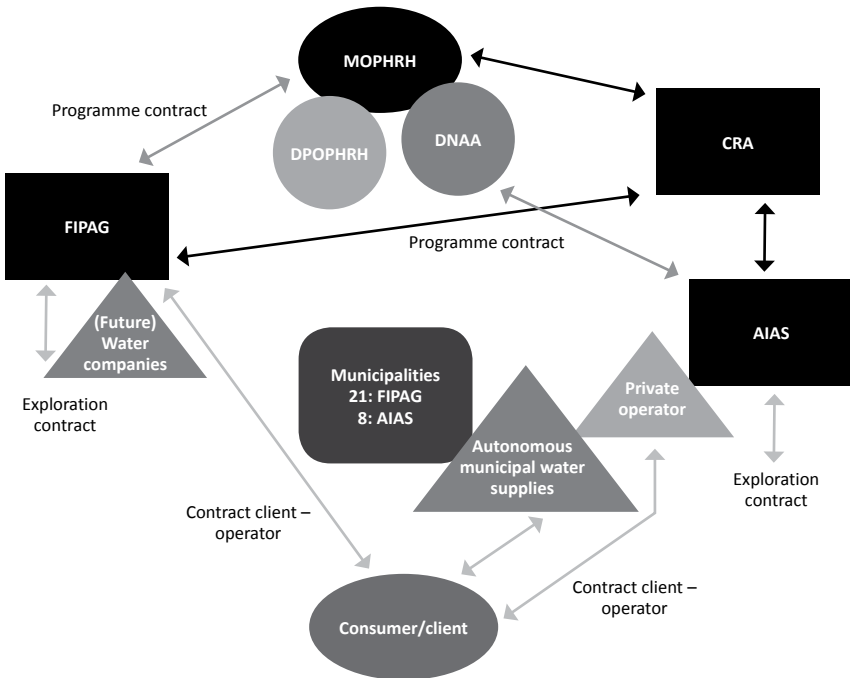 MOPHRH
Programme contract
DPOPHRH
DNAA
CRA
FIPAG
Programme contract
(Future)
Water
companies
AIAS
Municipalities
21: FIPAG
8: AIAS
Private
operator
Exploration
contract
Autonomous
municipal water
supplies
Exploration
contract
Contract client –
operator
Contract client –
operator
Consumer/client